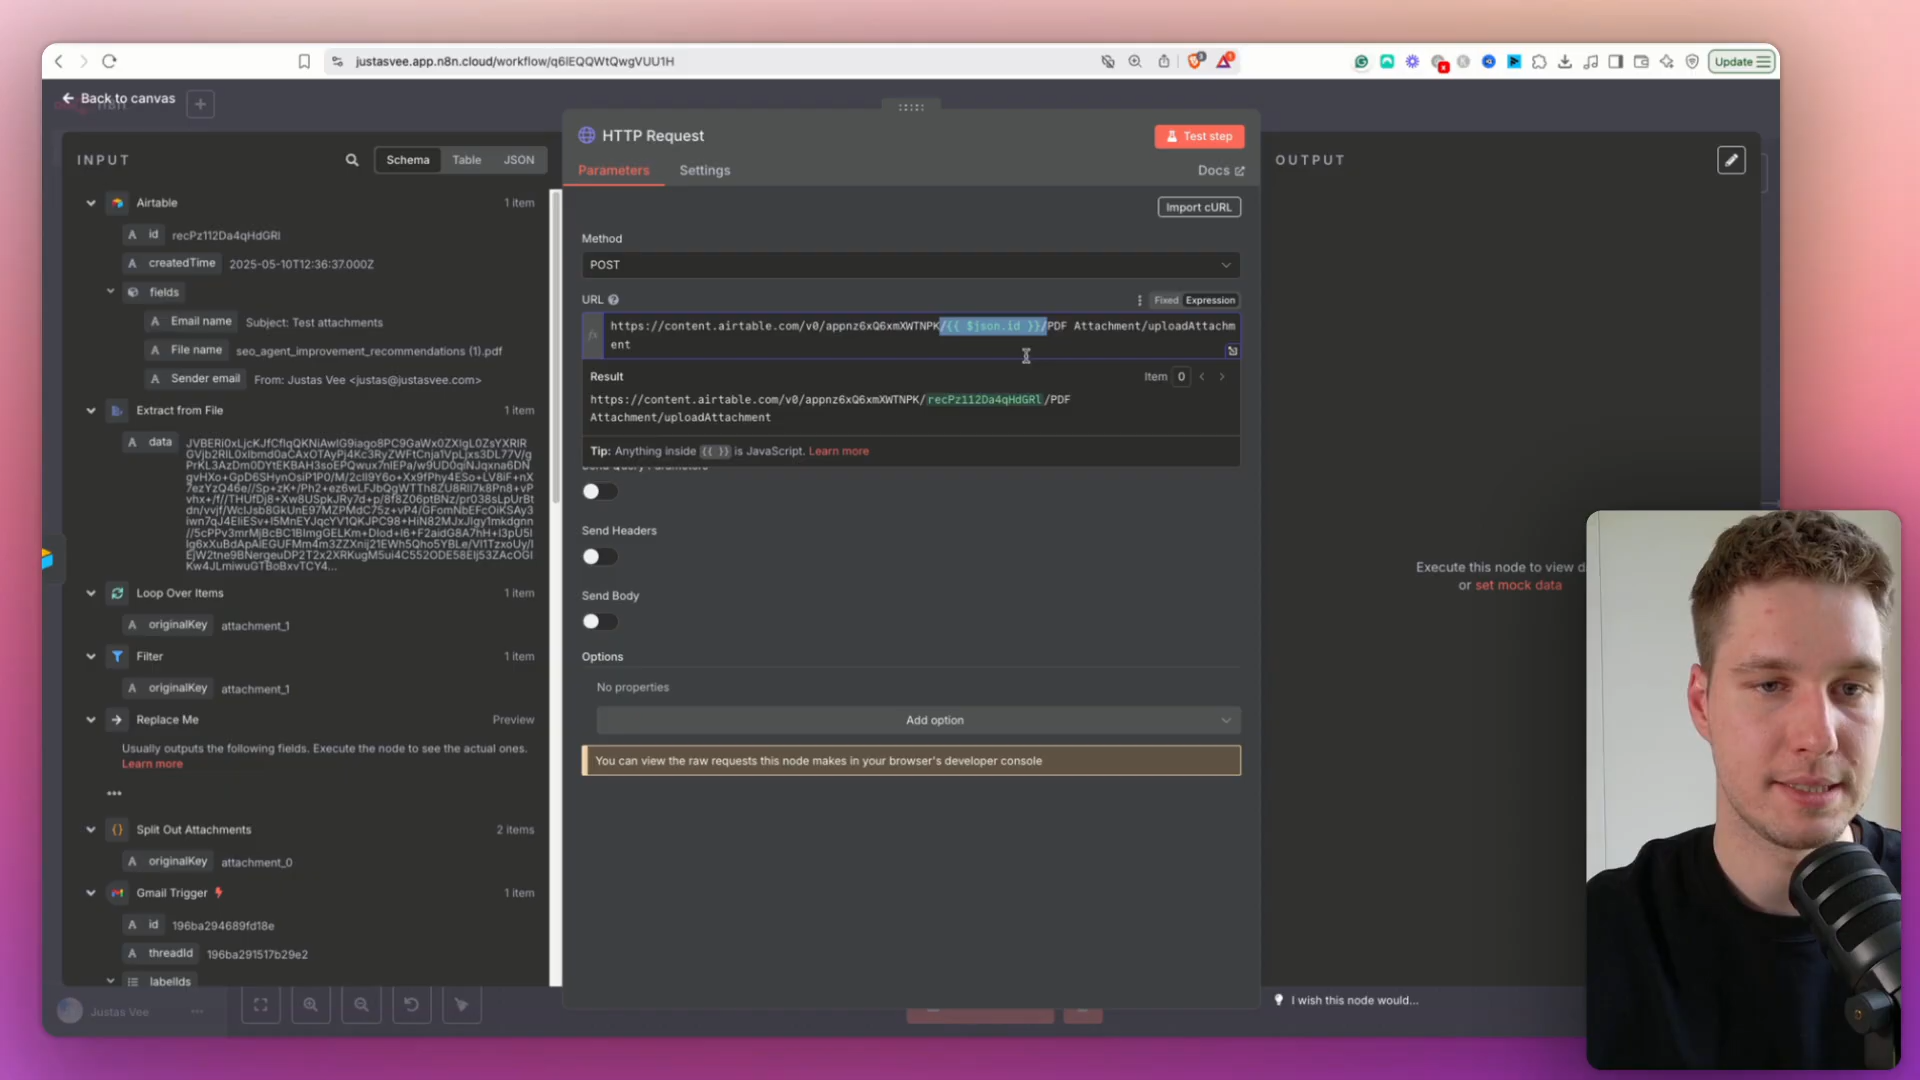 justasvee.app.n8n.cloud/workflow/q6lEQQWtQwgVUU1H
Update
Back to canvas
INPUT
Schema
Table
JSON
Airtable
1 item
A id recPz112Da4qHdGRl
A createdTime 2025-05-10T12:36:37.000Z
fields
A Email name Subject: Test attachments
A File name seo_agent_improvement_recommendations (1).pdf
A Sender email From: Justas Vee <justas@justasvee.com>
Extract from File
1 item
A data
Loop Over Items
1 item
A originalKey attachment_1
Filter
1 item
A originalKey attachment_1
Replace Me
Preview
Usually outputs the following fields. Execute the node to see the actual ones.
Learn more
...
Split Out Attachments
2 items
A originalKey attachment_0
Gmail Trigger
1 item
A id 196ba294689fd18e
A threadId 196ba291517b29e2
labelIds
Justas Vee
HTTP Request
Test step
Parameters
Settings
Docs
Import cURL
Method
POST
URL
Fixed
Expression
fx
https://content.airtable.com/v0/appnz6xQ6xmXWTNPK/{{ $json.id }}/PDF Attachment/uploadAttachm
ent
Result
Item 0
https://content.airtable.com/v0/appnz6xQ6xmXWTNPK/recPz112Da4qHdGRl/PDF
Attachment/uploadAttachment
Tip: Anything inside {{ }} is JavaScript. Learn more
Send Query Parameters
Send Headers
Send Body
Options
No properties
Add option
You can view the raw requests this node makes in your browser's developer console
OUTPUT
Execute this node to view
or set mock data
I wish this node would...